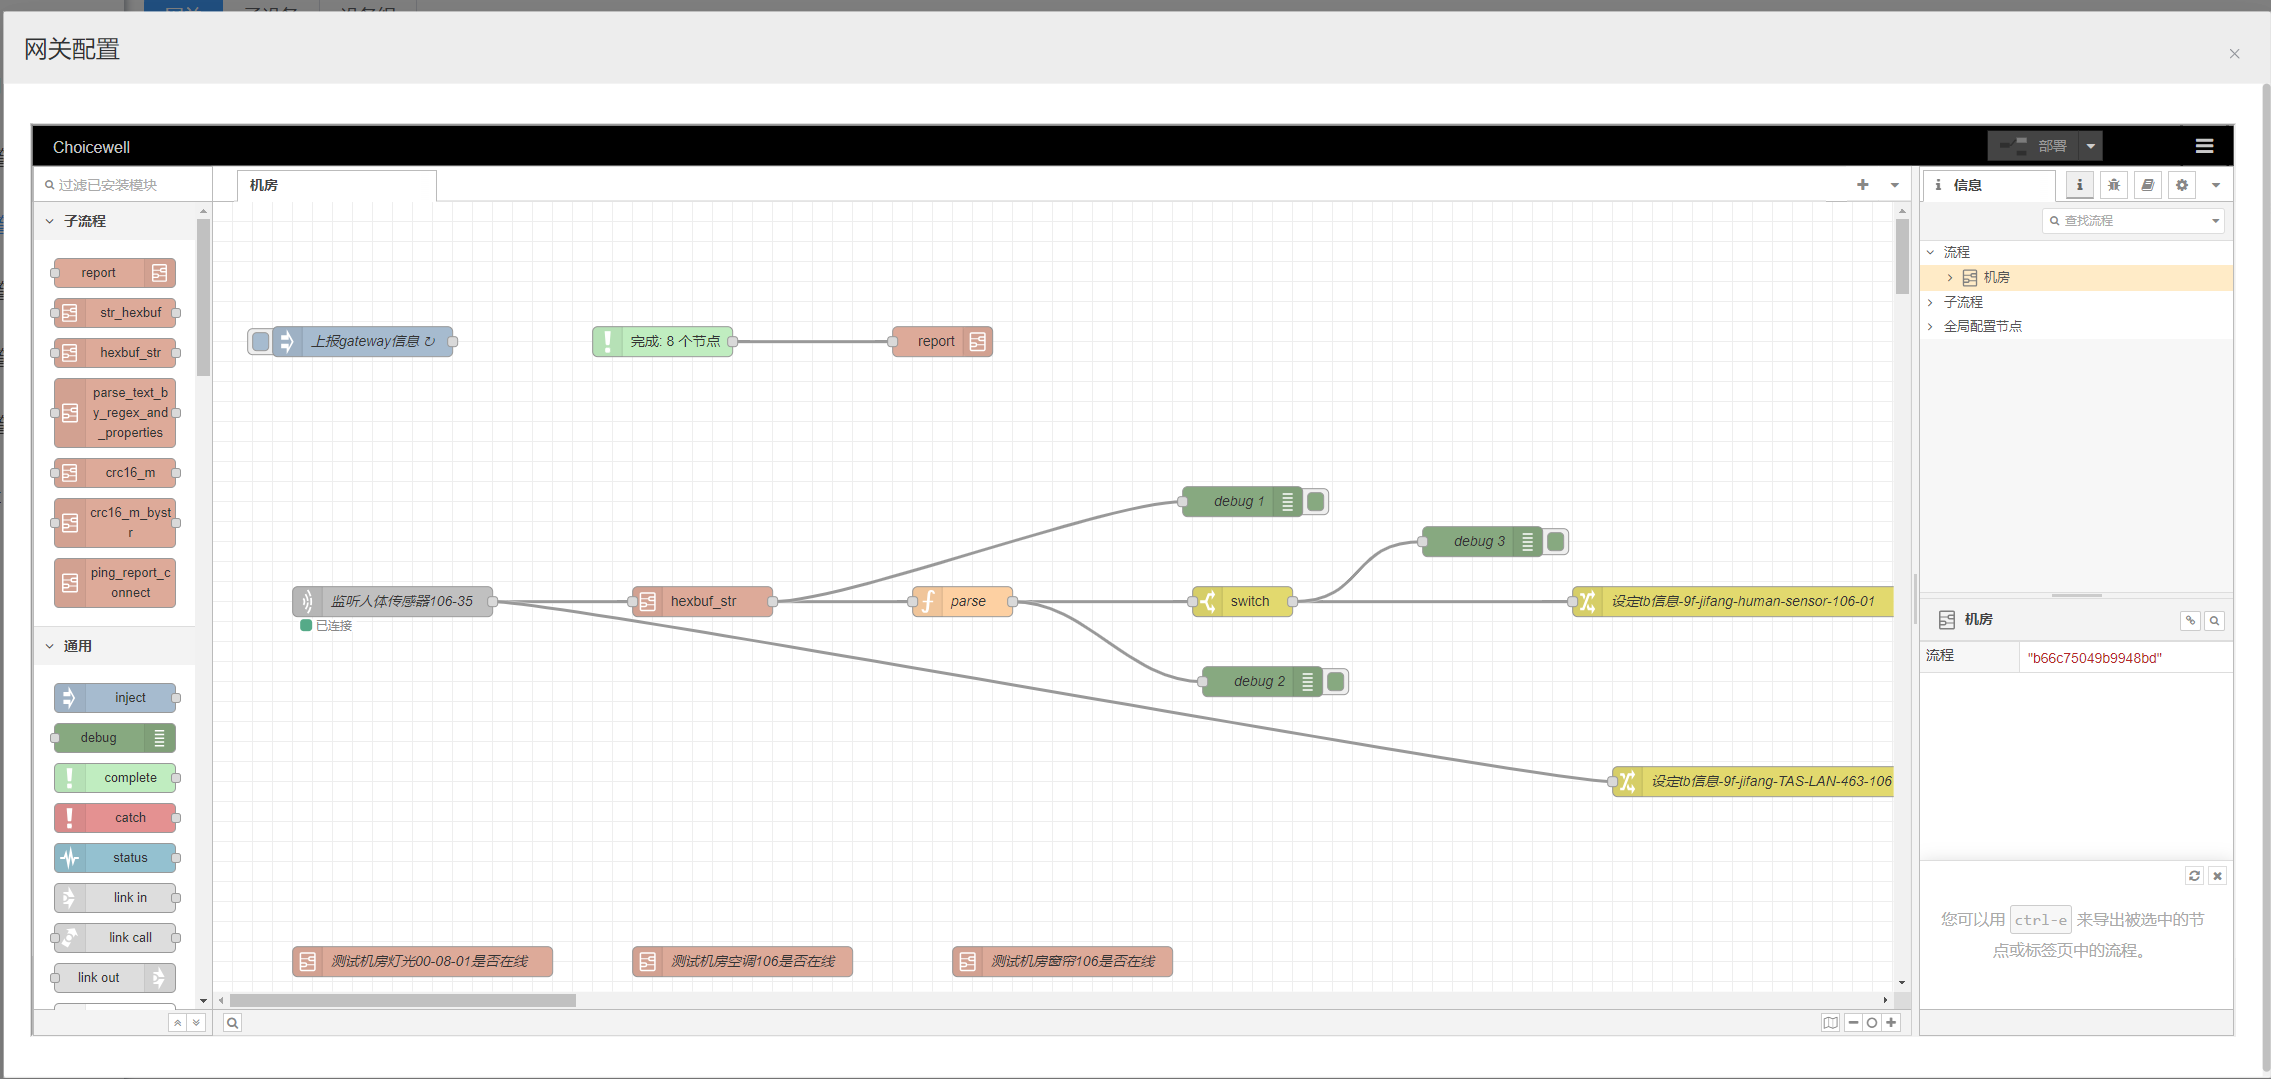 网关配置
×
Choicewell
部署
过滤已安装模块
机房
信息
子流程
查找流程
report
str_hexbuf
hexbuf_str
parse_text_b
y_regex_and
_properties
crc16_m
crc16_m_byst
r
ping_report_c
onnect
通用
inject
debug
complete
catch
status
link in
link call
link out
上报gateway信息 ↻
完成: 8 个节点
report
debug 1
debug 3
监听人体传感器106-35
已连接
hexbuf_str
parse
switch
设定tb信息-9f-jifang-human-sensor-106-01
debug 2
设定tb信息-9f-jifang-TAS-LAN-463-106
测试机房灯光00-08-01是否在线
测试机房空调106是否在线
测试机房窗帘106是否在线
流程
机房
子流程
全局配置节点
机房
流程
"b66c75049b9948bd"
您可以用 ctrl-e 来导出被选中的节
点或标签页中的流程。